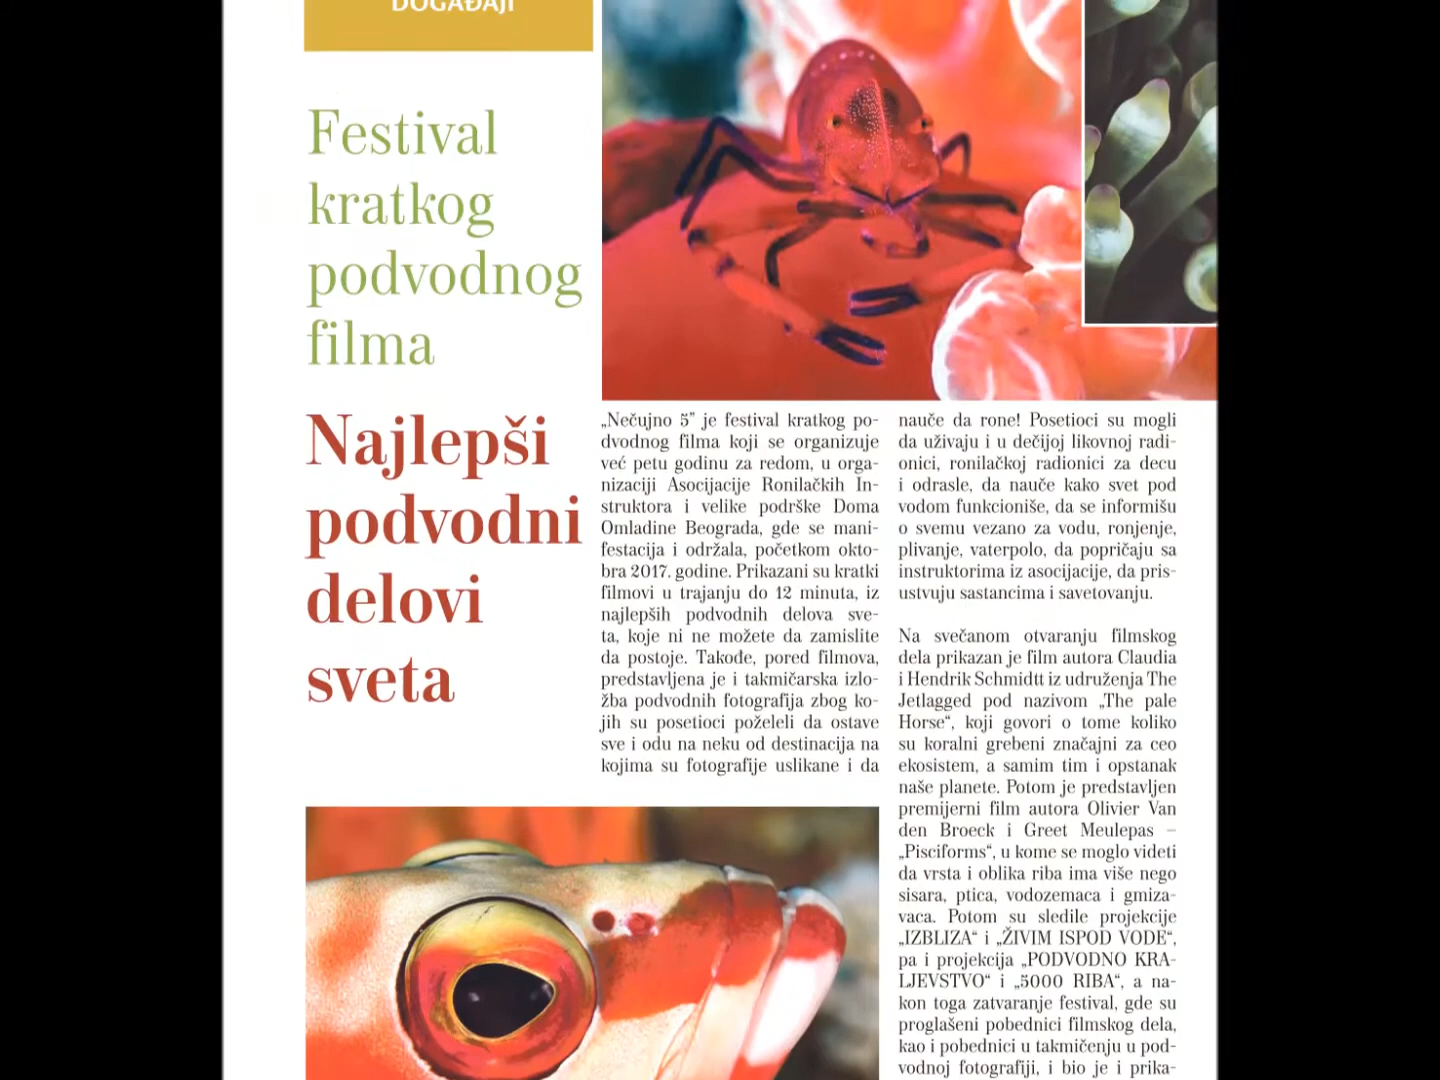 DOGAĐAJI
Festival
kratkog
podvodnog
filma
Najlepši
podvodni
delovi
sveta
„Nečujno 5” je festival kratkog po-
dvodnog filma koji se organizuje
već petu godinu za redom, u orga-
nizaciji Asocijacije Ronilačkih In-
struktora i velike podrške Doma
Omladine Beograda, gde se mani-
festacija i održala, početkom okto-
bra 2017. godine. Prikazani su kratki
filmovi u trajanju do 12 minuta, iz
najlepših podvodnih delova sve-
ta, koje ni ne možete da zamislite
da postoje. Takođe, pored filmova,
predstavljena je i takmičarska izlo-
žba podvodnih fotografija zbog ko-
jih su posetioci poželeli da ostave
sve i odu na neku od destinacija na
kojima su fotografije uslikane i da
nauče da rone! Posetioci su mogli
da uživaju i u dečijoj likovnoj radi-
onici, ronilačkoj radionici za decu
i odrasle, da nauče kako svet pod
vodom funkcioniše, da se informišu
o svemu vezano za vodu, ronjenje,
plivanje, vaterpolo, da popričaju sa
instruktorima iz asocijacije, da pris-
ustvuju sastancima i savetovanju.
Na svečanom otvaranju filmskog
dela prikazan je film autora Claudia
i Hendrik Schmidtt iz udruženja The
Jetlagged pod nazivom „The pale
Horse“, koji govori o tome koliko
su koralni grebeni značajni za ceo
ekosistem, a samim tim i opstanak
naše planete. Potom je predstavljen
premijerni film autora Olivier Van
den Broeck i Greet Meulepas –
„Pisciforms“, u kome se moglo videti
da vrsta i oblika riba ima više nego
sisara, ptica, vodozemaca i gmiza-
vaca. Potom su sledile projekcije
„IZBLIZA“ i „ŽIVIM ISPOD VODE“,
pa i projekcija „PODVODNO KRA-
LJEVSTVO“ i „5000 RIBA“, a na-
kon toga zatvaranje festival, gde su
proglašeni pobednici filmskog dela,
kao i pobednici u takmičenju u pod-
vodnoj fotografiji, i bio je i prika-